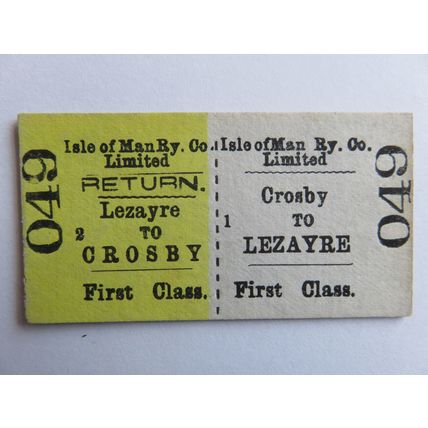 049
Isle of Man Ry. Co.
Limited
RETURN.
Lezayre
2 TO
CROSBY
First Class.
Isle of Man Ry. Co.
Limited
Crosby
1 TO
LEZAYRE
First Class.
049